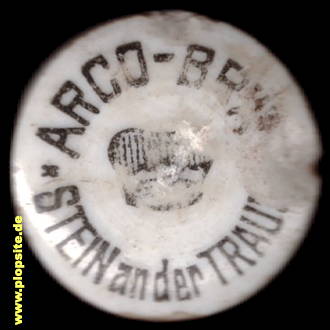 * ARCO-BR
STEIN an der TRAU
www.plopsite.de